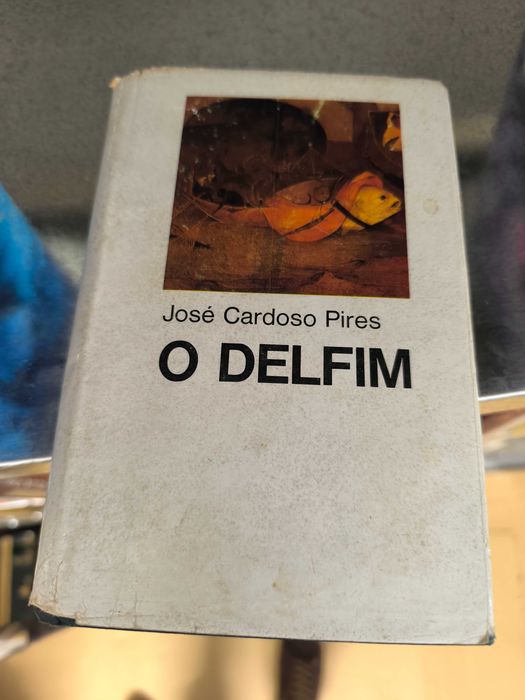 José Cardoso Pires
O DELFIM